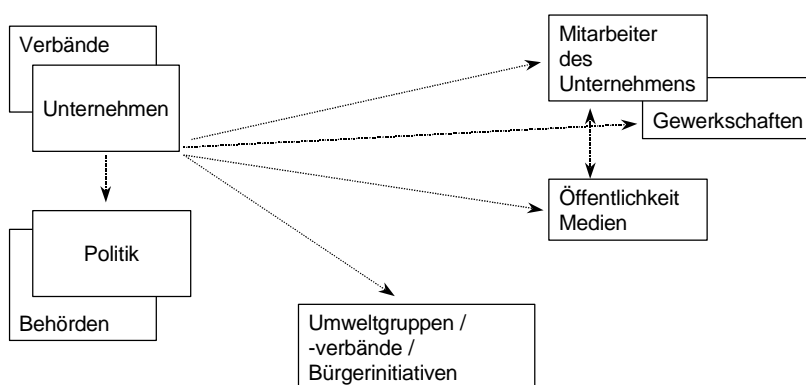 Verbände
Unternehmen
Mitarbeiter
des
Unternehmens
Gewerkschaften
Öffentlichkeit
Medien
Politik
Behörden
Umweltgruppen /
-verbände /
Bürgerinitiativen